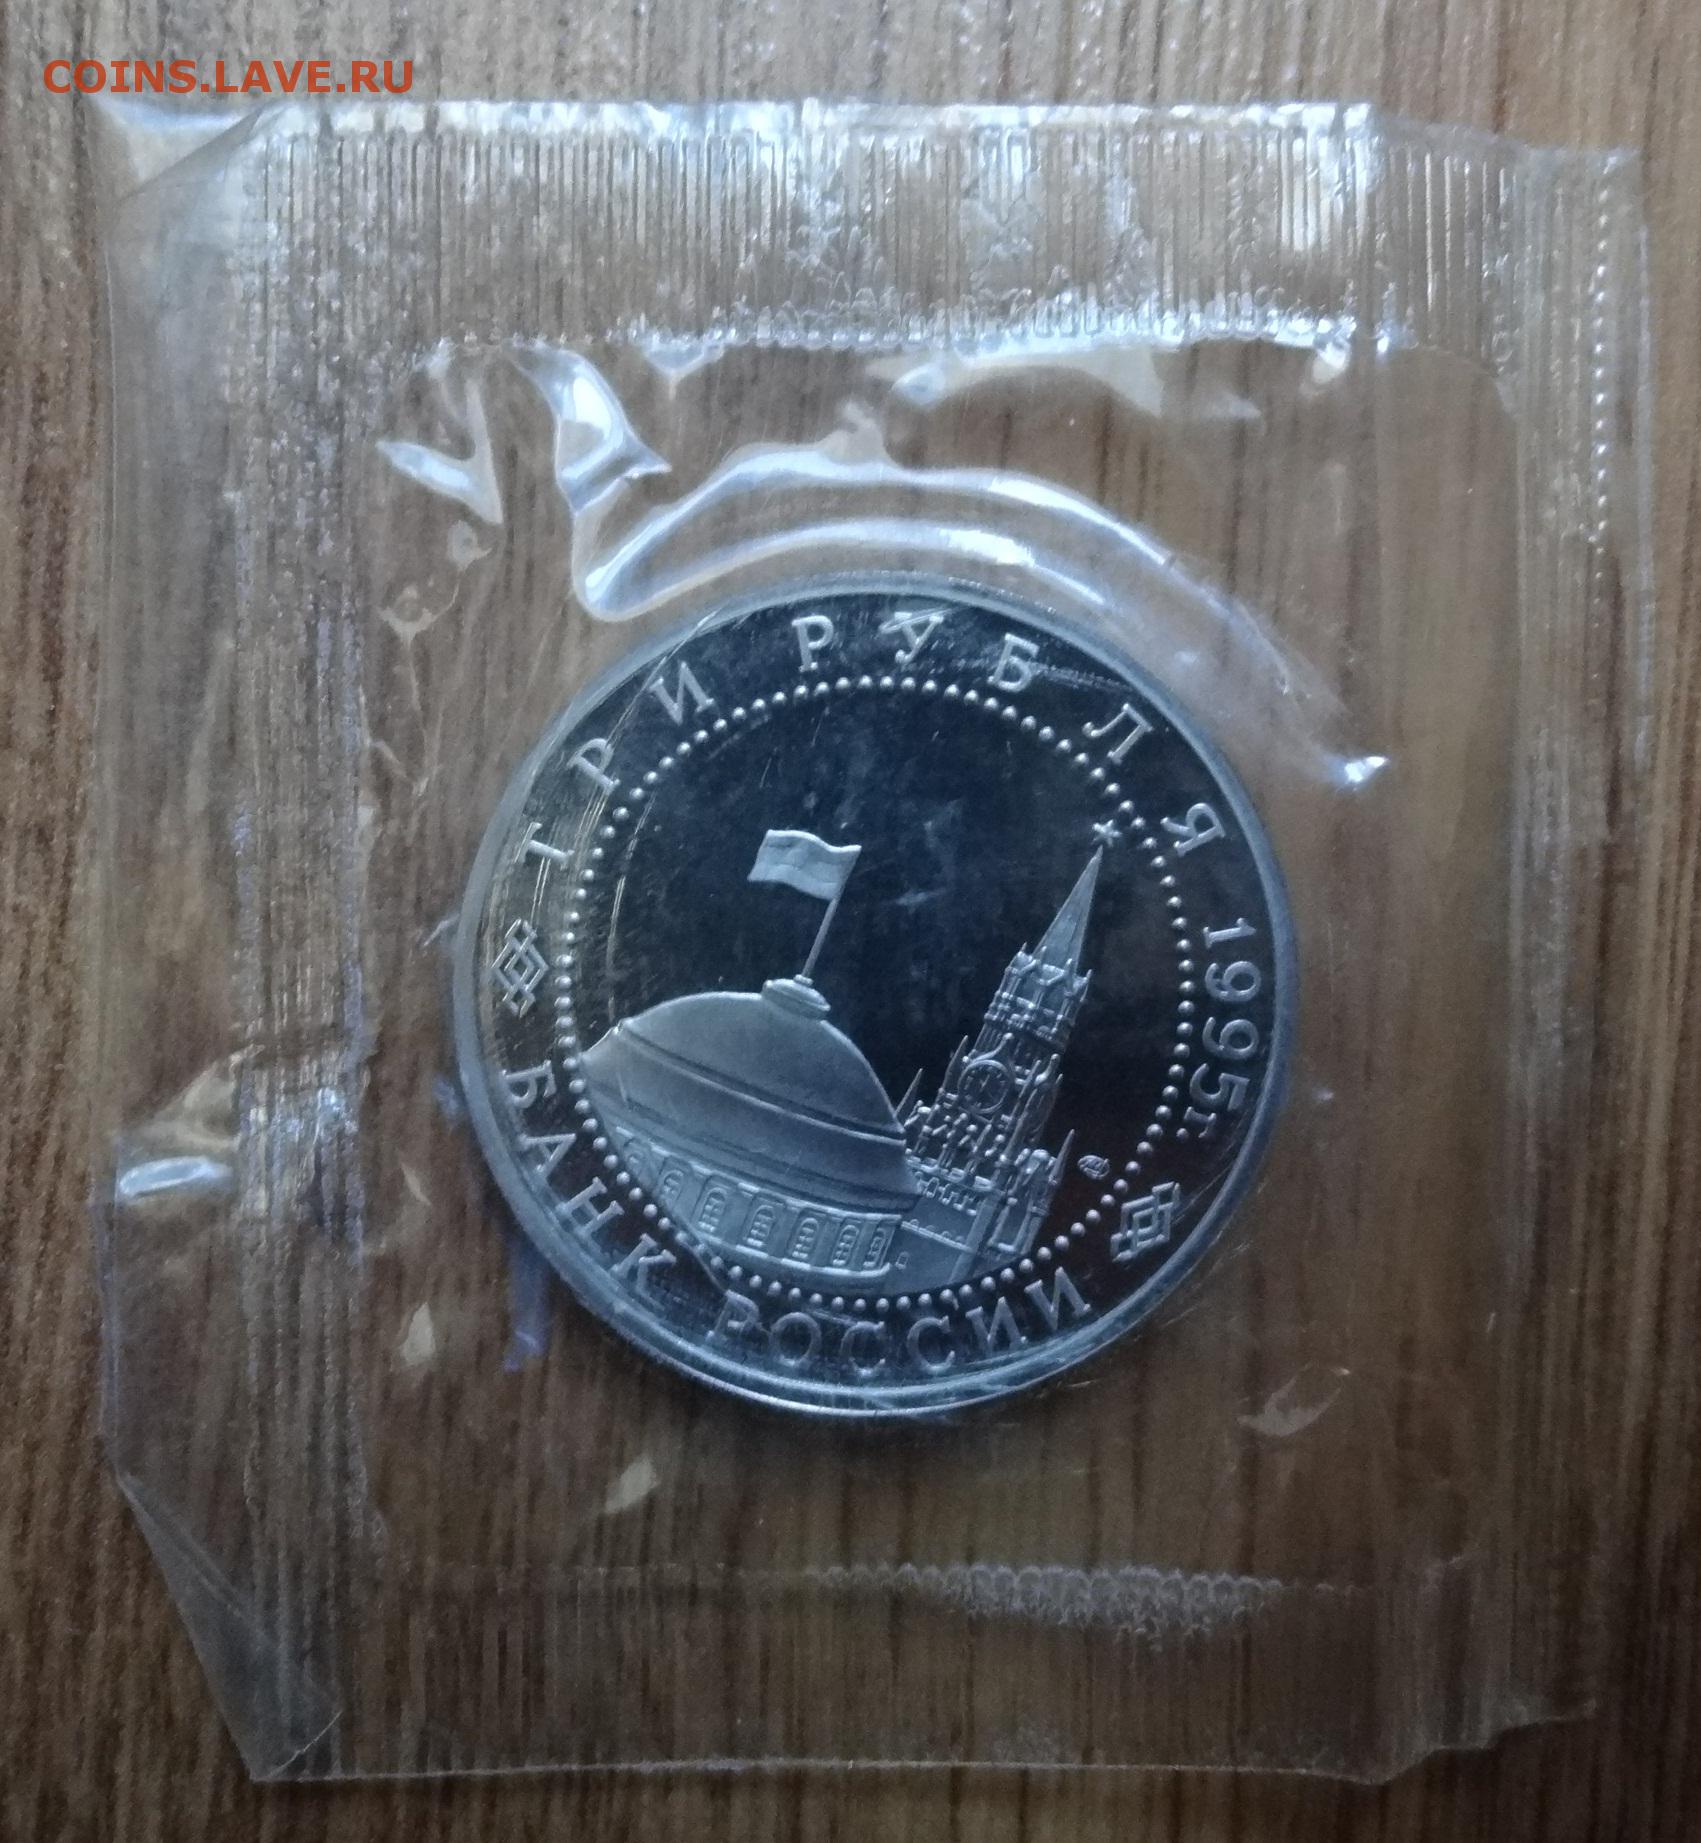 COINS.LAVE.RU
ТРИ РУБЛЯ 1995г.
БАНК РОССИИ